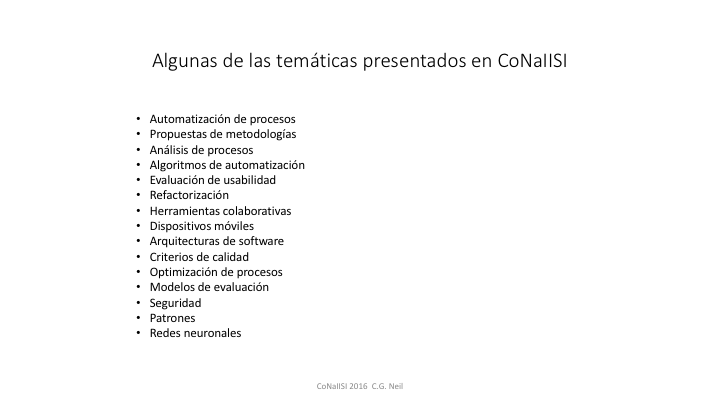 Algunas de las temáticas presentados en CoNaIISI
• Automatización de procesos
• Propuestas de metodologías
• Análisis de procesos
• Algoritmos de automatización
• Evaluación de usabilidad
• Refactorización
• Herramientas colaborativas
• Dispositivos móviles
• Arquitecturas de software
• Criterios de calidad
• Optimización de procesos
• Modelos de evaluación
• Seguridad
• Patrones
• Redes neuronales
CoNaIISI 2016 C.G. Neil